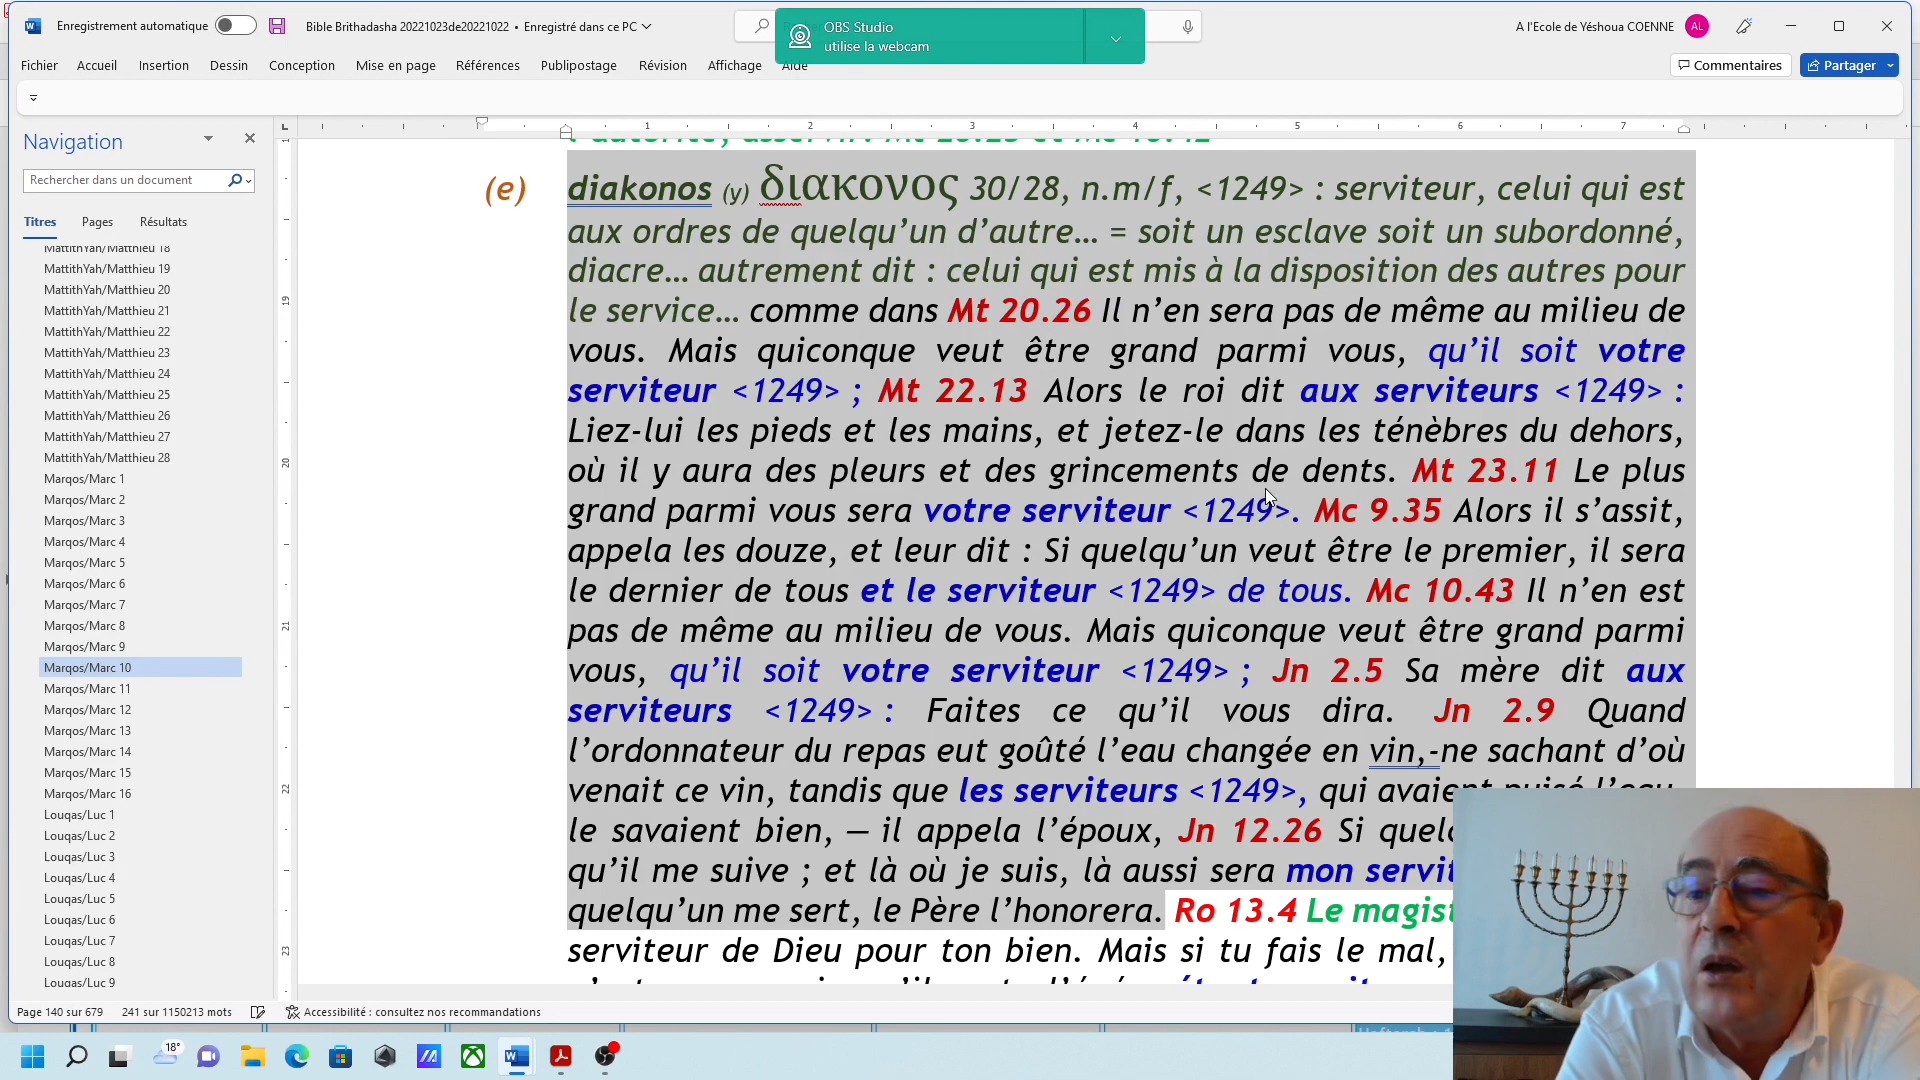 Enregistrement automatique
Bible Brithadasha 20221023de20221022 • Enregistré dans ce PC
OBS Studio
utilise la webcam
A l'Ecole de Yéshoua COENNE
AL
Fichier Accueil Insertion Dessin Conception Mise en page Références Publipostage Révision Affichage Aide
Commentaires
Partager
Navigation
Rechercher dans un document
Titres Pages Résultats
MattithYah/Matthieu 18
MattithYah/Matthieu 19
MattithYah/Matthieu 20
MattithYah/Matthieu 21
MattithYah/Matthieu 22
MattithYah/Matthieu 23
MattithYah/Matthieu 24
MattithYah/Matthieu 25
MattithYah/Matthieu 26
MattithYah/Matthieu 27
MattithYah/Matthieu 28
Marqos/Marc 1
Marqos/Marc 2
Marqos/Marc 3
Marqos/Marc 4
Marqos/Marc 5
Marqos/Marc 6
Marqos/Marc 7
Marqos/Marc 8
Marqos/Marc 9
Marqos/Marc 10
Marqos/Marc 11
Marqos/Marc 12
Marqos/Marc 13
Marqos/Marc 14
Marqos/Marc 15
Marqos/Marc 16
Louqas/Luc 1
Louqas/Luc 2
Louqas/Luc 3
Louqas/Luc 4
Louqas/Luc 5
Louqas/Luc 6
Louqas/Luc 7
Louqas/Luc 8
Louqas/Luc 9
1 2 3 4 5 6 7
19
20
21
22
23
(e) diakonos (y) διακονος 30/28, n.m/f, <1249> : serviteur, celui qui est
aux ordres de quelqu’un d’autre… = soit un esclave soit un subordonné,
diacre… autrement dit : celui qui est mis à la disposition des autres pour
le service… comme dans Mt 20.26 Il n’en sera pas de même au milieu de
vous. Mais quiconque veut être grand parmi vous, qu’il soit votre
serviteur <1249> ; Mt 22.13 Alors le roi dit aux serviteurs <1249> :
Liez-lui les pieds et les mains, et jetez-le dans les ténèbres du dehors,
où il y aura des pleurs et des grincements de dents. Mt 23.11 Le plus
grand parmi vous sera votre serviteur <1249>. Mc 9.35 Alors il s’assit,
appela les douze, et leur dit : Si quelqu’un veut être le premier, il sera
le dernier de tous et le serviteur <1249> de tous. Mc 10.43 Il n’en est
pas de même au milieu de vous. Mais quiconque veut être grand parmi
vous, qu’il soit votre serviteur <1249> ; Jn 2.5 Sa mère dit aux
serviteurs <1249> : Faites ce qu’il vous dira. Jn 2.9 Quand
l’ordonnateur du repas eut goûté l’eau changée en vin,-ne sachant d’où
venait ce vin, tandis que les serviteurs <1249>, qui avaient puisé l’eau
le savaient bien, — il appela l’époux, Jn 12.26 Si quel
qu’il me suive ; et là où je suis, là aussi sera mon servi
quelqu’un me sert, le Père l’honorera. Ro 13.4 Le magis
serviteur de Dieu pour ton bien. Mais si tu fais le mal,
Page 140 sur 679 241 sur 1150213 mots Accessibilité : consultez nos recommandations
18°